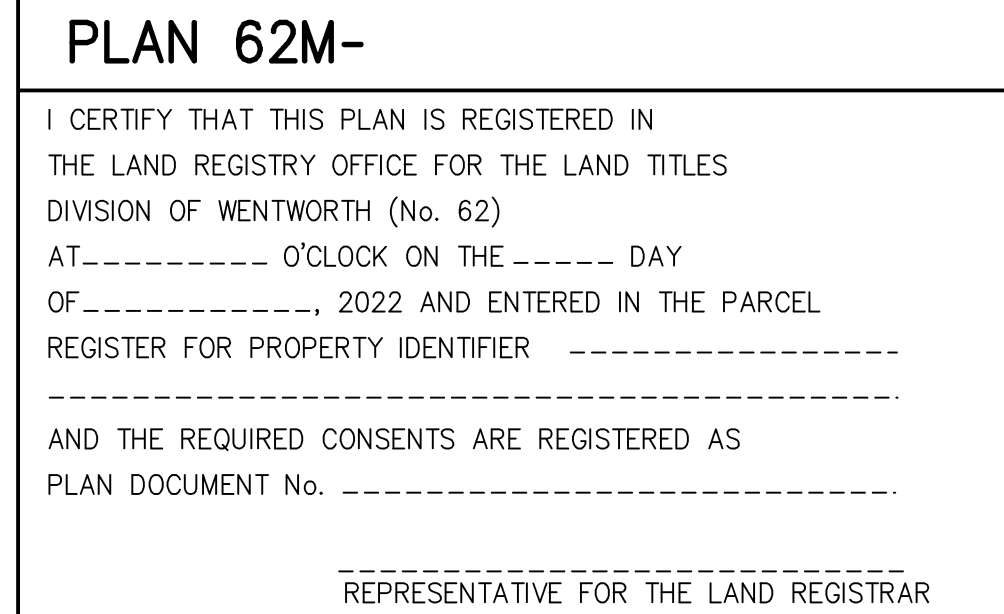 PLAN 62M-
I CERTIFY THAT THIS PLAN IS REGISTERED IN
THE LAND REGISTRY OFFICE FOR THE LAND TITLES
DIVISION OF WENTWORTH (No. 62)
AT_________ O'CLOCK ON THE _____ DAY
OF___________, 2022 AND ENTERED IN THE PARCEL
REGISTER FOR PROPERTY IDENTIFIER ________________
________________________________________.
AND THE REQUIRED CONSENTS ARE REGISTERED AS
PLAN DOCUMENT No. __________________________.
___________________________
REPRESENTATIVE FOR THE LAND REGISTRAR